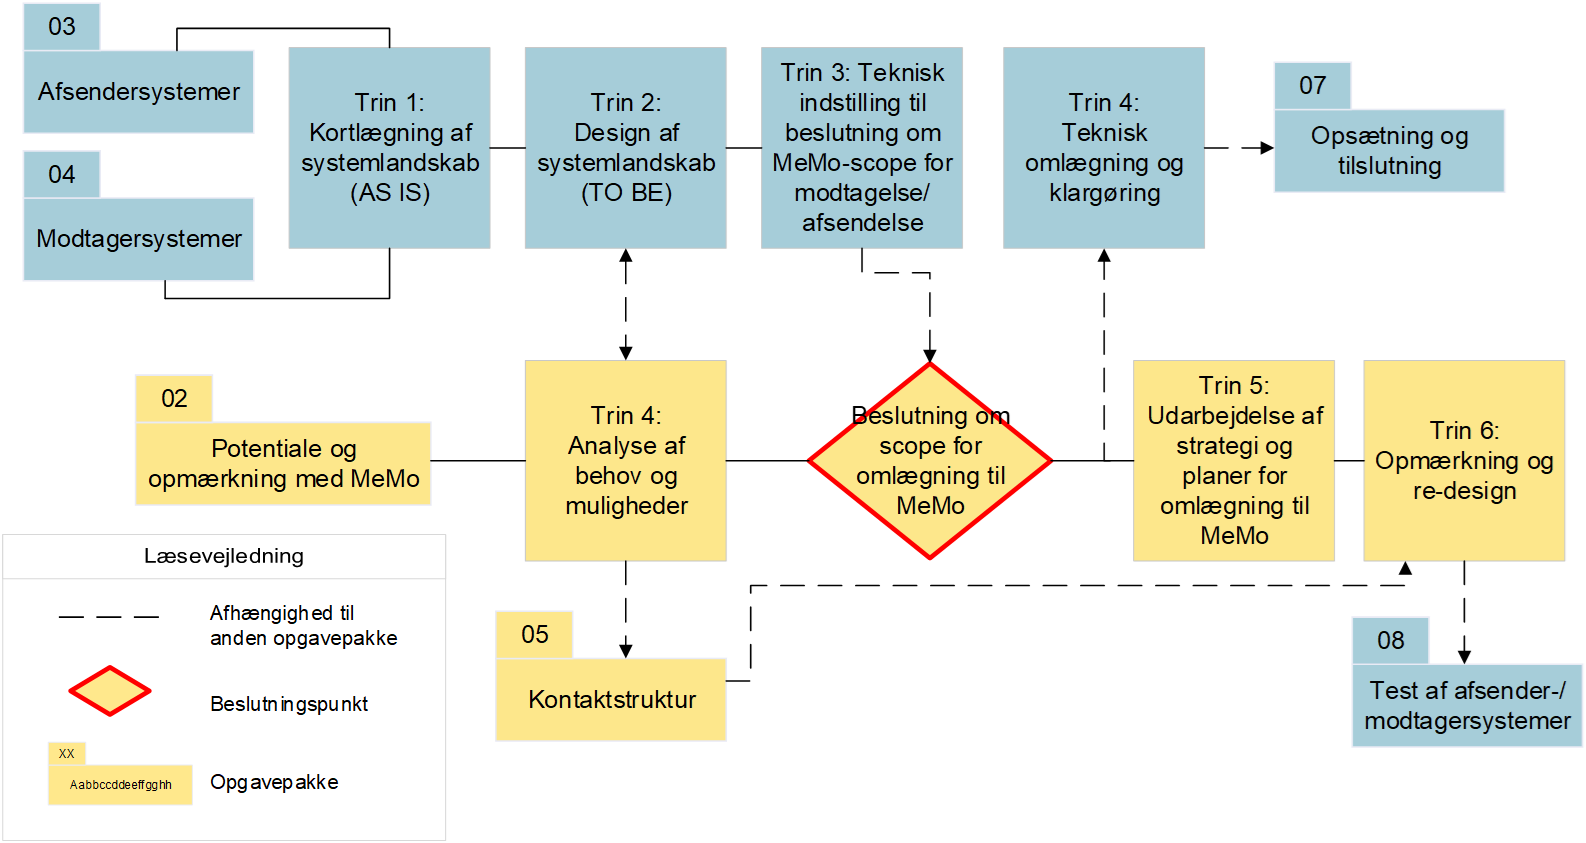 03
Afsendersystemer
04
Modtagersystemer
Trin 1:
Kortlægning af
systemlandskab
(AS IS)
Trin 2:
Design af
systemlandskab
(TO BE)
Trin 3: Teknisk
indstilling til
beslutning om
MeMo-scope for
modtagelse/
afsendelse
Trin 4:
Teknisk
omlægning og
klargøring
07
Opsætning og
tilslutning
02
Potentiale og
opmærkning med MeMo
Trin 4:
Analyse af
behov og
muligheder
Beslutning om
scope for
omlægning til
MeMo
Trin 5:
Udarbejdelse af
strategi og
planer for
omlægning til
MeMo
Trin 6:
Opmærkning og
re-design
05
Kontaktstruktur
08
Test af afsender-/
modtagersystemer
Læsevejledning
Afhængighed til
anden opgavepakke
Beslutningspunkt
XX
Aabbccddeeffgghh
Opgavepakke